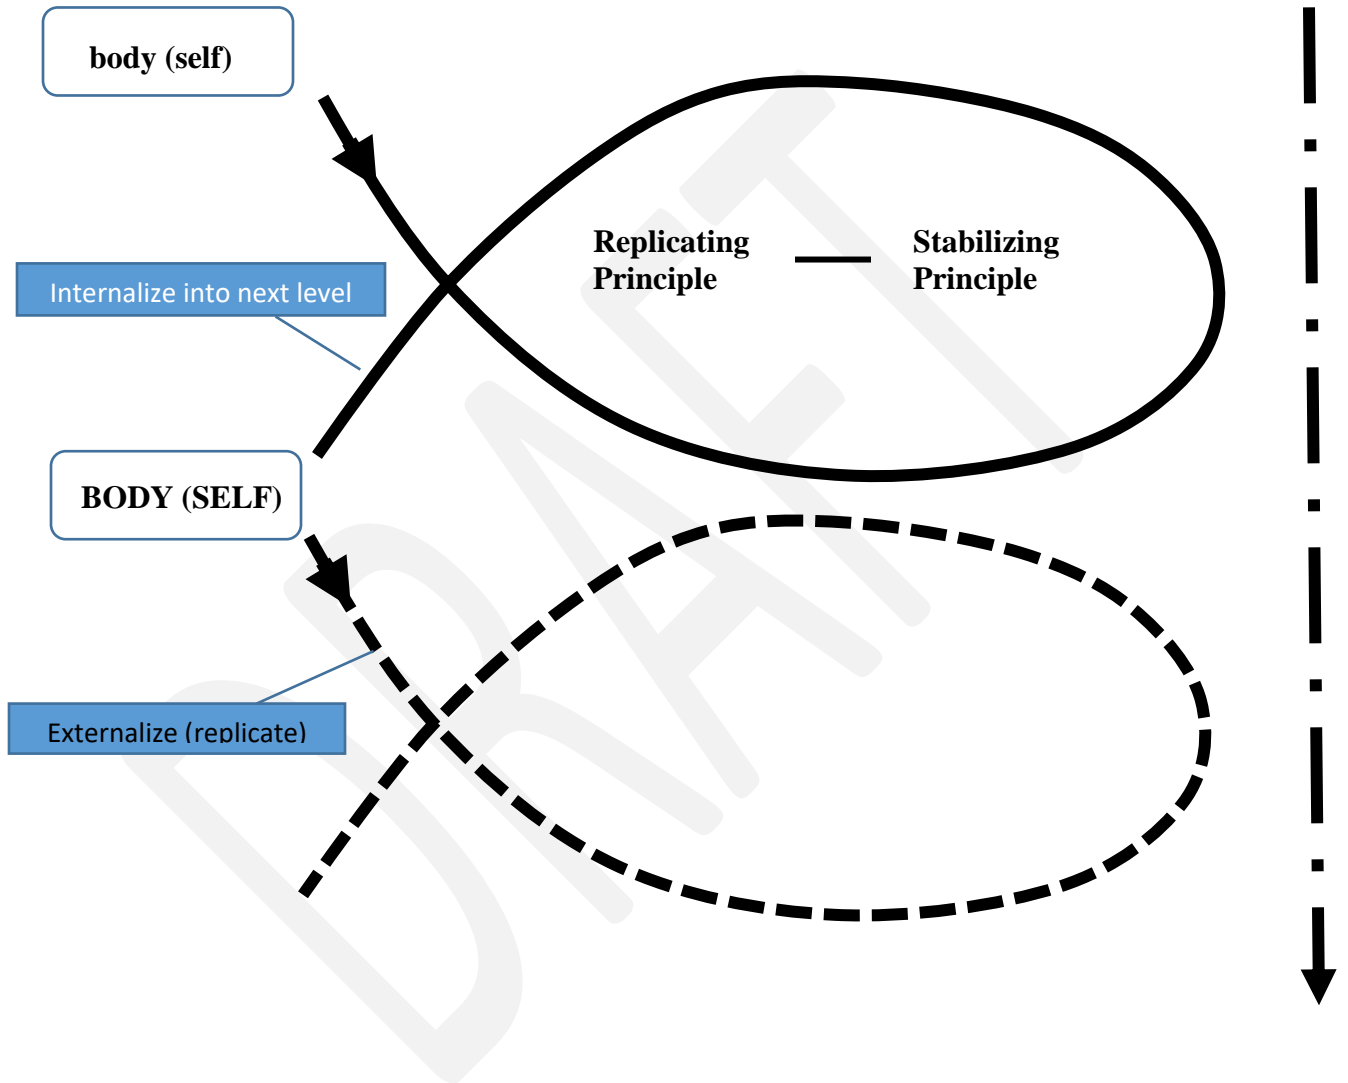 body (self)
Replicating
Principle
Stabilizing
Principle
Internalize into next level
BODY (SELF)
Externalize (replicate)
DRAFT